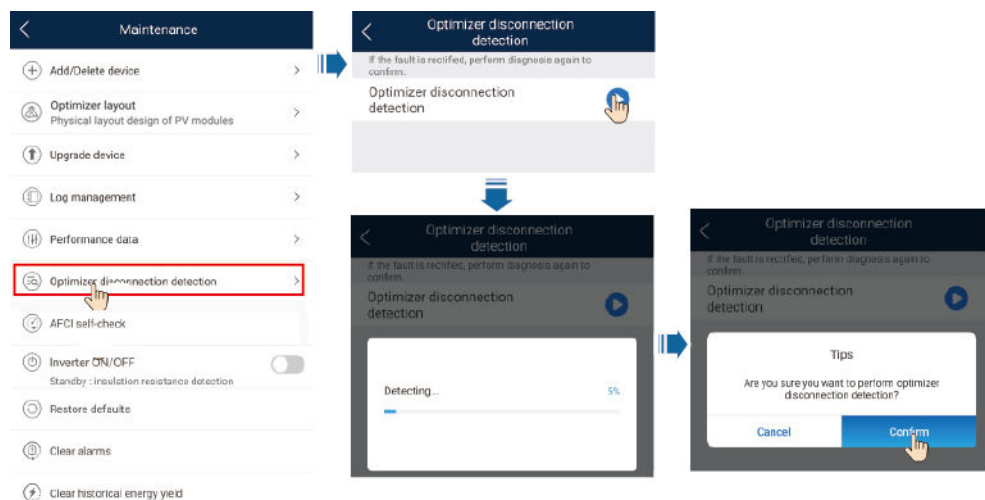 Maintenance
Add/Delete device
Optimizer layout
Physical layout design of PV modules
Upgrade device
Log management
Performance data
Optimizer disconnection detection
AFCI self-check
Inverter ON/OFF
Standby : insulation resistance detection
Restore defaults
Clear alarms
Clear historical energy yield
Optimizer disconnection
detection
If the fault is rectified, perform diagnosis again to
confirm.
Optimizer disconnection
detection
Optimizer disconnection
detection
If the fault is rectified, perform diagnosis again to
confirm.
Optimizer disconnection
detection
Detecting... 5%
Optimizer disconnection
detection
If the fault is rectified, perform diagnosis again to
confirm.
Optimizer disconnection
detection
Tips
Are you sure you want to perform optimizer
disconnection detection?
Cancel Confirm